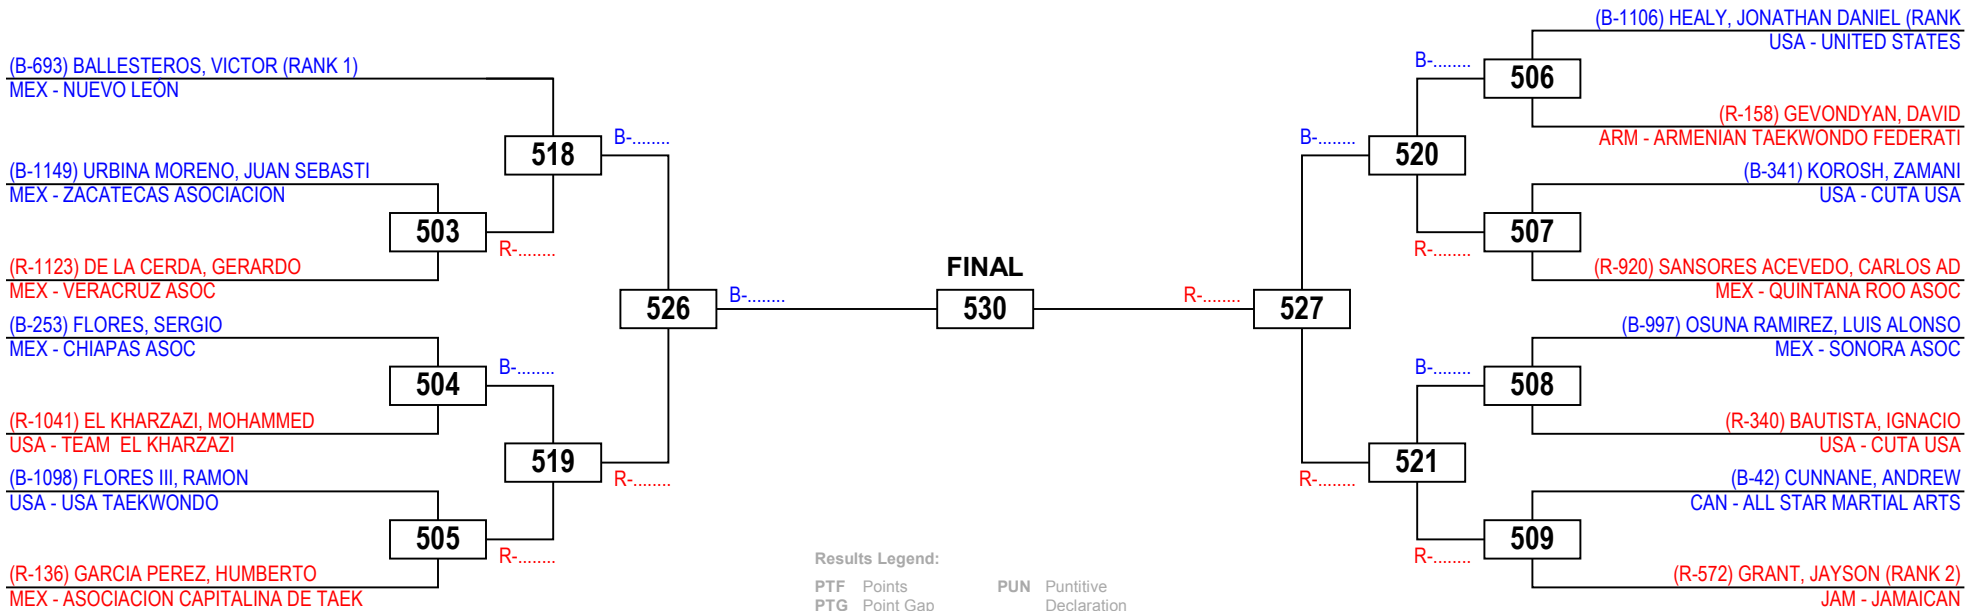 (B-693) BALLESTEROS, VICTOR (RANK 1)
MEX - NUEVO LEÓN
(B-1149) URBINA MORENO, JUAN SEBASTI
MEX - ZACATECAS ASOCIACION
(R-1123) DE LA CERDA, GERARDO
MEX - VERACRUZ ASOC
(B-253) FLORES, SERGIO
MEX - CHIAPAS ASOC
(R-1041) EL KHARZAZI, MOHAMMED
USA - TEAM  EL KHARZAZI
(B-1098) FLORES III, RAMON
USA - USA TAEKWONDO
(R-136) GARCIA PEREZ, HUMBERTO
MEX - ASOCIACION CAPITALINA DE TAEK
503
R-........
504
B-........
505
R-........
518
B-........
519
R-........
526
B-........
FINAL
530
R-........
527
B-........
520
R-........
521
B-........
506
R-........
507
B-........
508
R-........
509
(B-1106) HEALY, JONATHAN DANIEL (RANK
USA - UNITED STATES
(R-158) GEVONDYAN, DAVID
ARM - ARMENIAN TAEKWONDO FEDERATI
(B-341) KOROSH, ZAMANI
USA - CUTA USA
(R-920) SANSORES ACEVEDO, CARLOS AD
MEX - QUINTANA ROO ASOC
(B-997) OSUNA RAMIREZ, LUIS ALONSO
MEX - SONORA ASOC
(R-340) BAUTISTA, IGNACIO
USA - CUTA USA
(B-42) CUNNANE, ANDREW
CAN - ALL STAR MARTIAL ARTS
(R-572) GRANT, JAYSON (RANK 2)
JAM - JAMAICAN
Results Legend:
PTF Points PUN Puntitive
PTG Point Gap Declaration